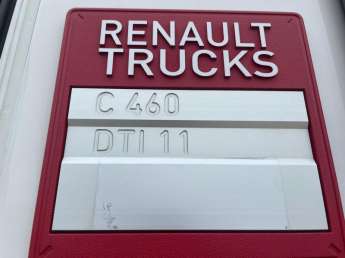 RENAULT
TRUCKS
C 460
DTI 11